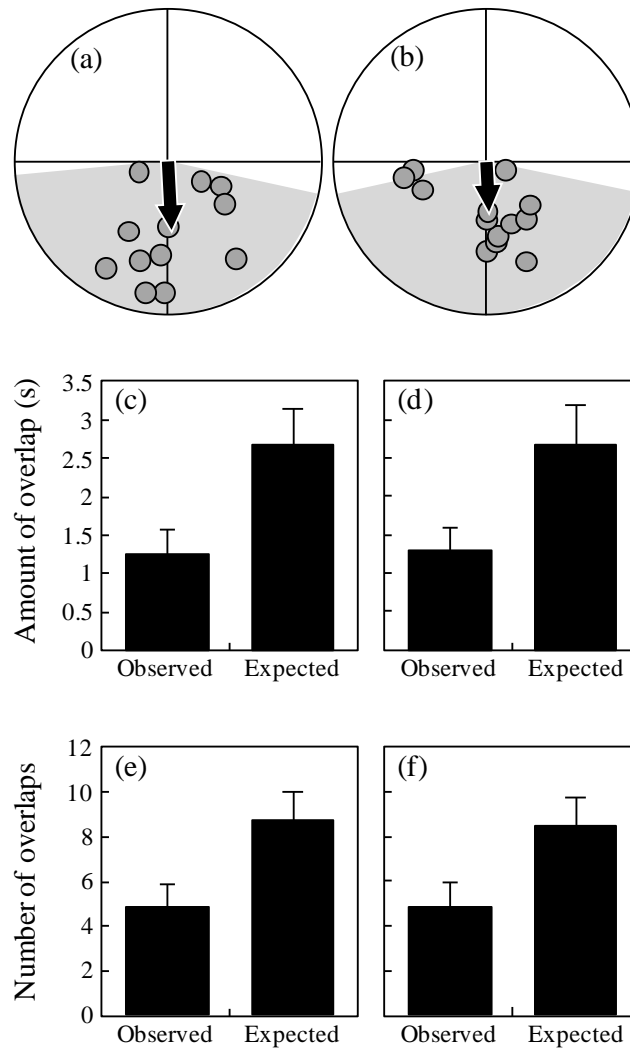 (a) (b)
(c) (d)
Amount of overlap (s)
3.5
3
2.5
2
1.5
1
0.5
0
Observed Expected Observed Expected
(e) (f)
Number of overlaps
12
10
8
6
4
2
0
Observed Expected Observed Expected